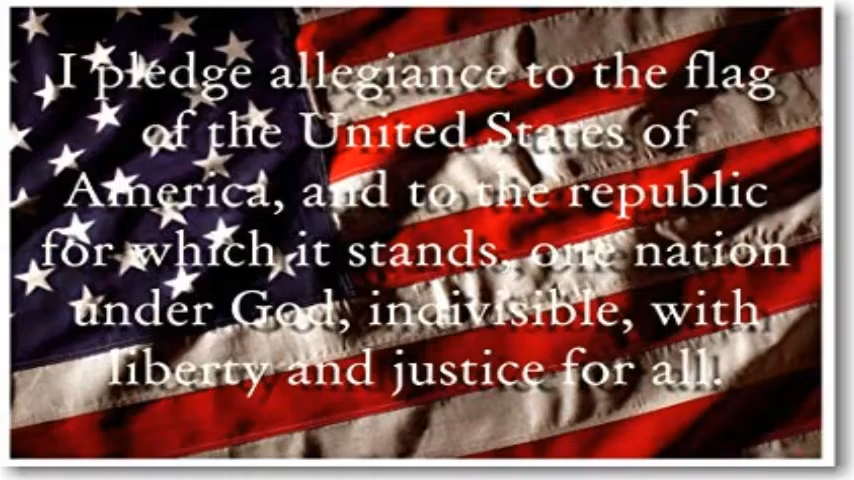 I pledge allegiance to the flag
of the United States of
America, and to the republic
for which it stands, one nation
under God, indivisible, with
liberty and justice for all.